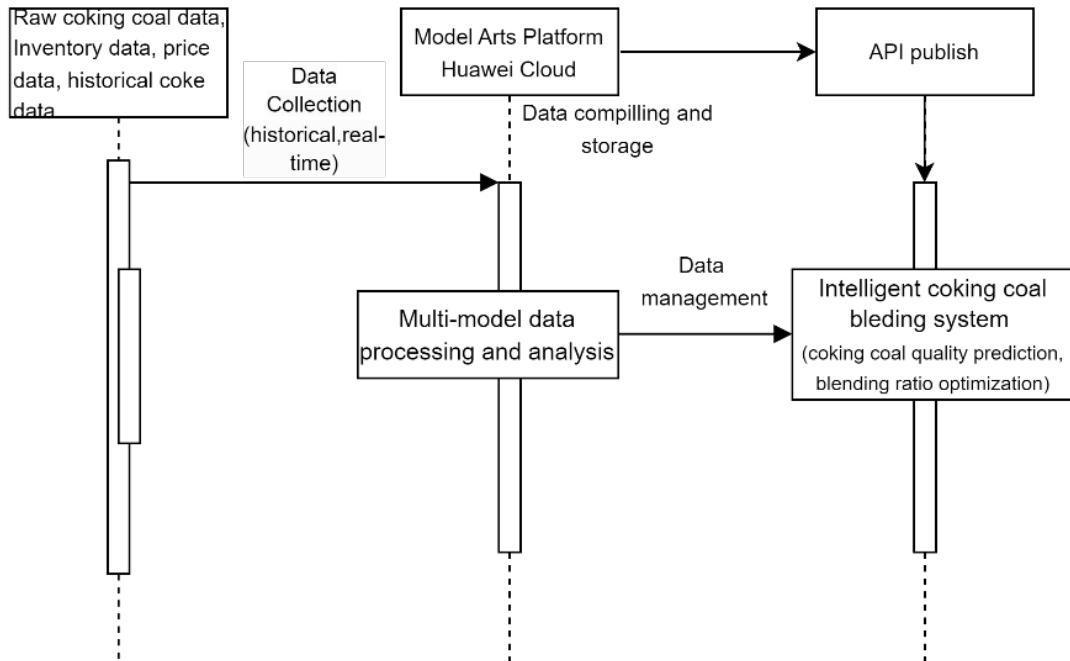 Raw coking coal data,
Inventory data, price
data, historical coke
data
Data
Collection
(historical,real-
time)
Model Arts Platform
Huawei Cloud
Data compilling and
storage
API publish
Multi-model data
processing and analysis
Data
management
Intelligent coking coal
bleding system
(coking coal quality prediction,
blending ratio optimization)